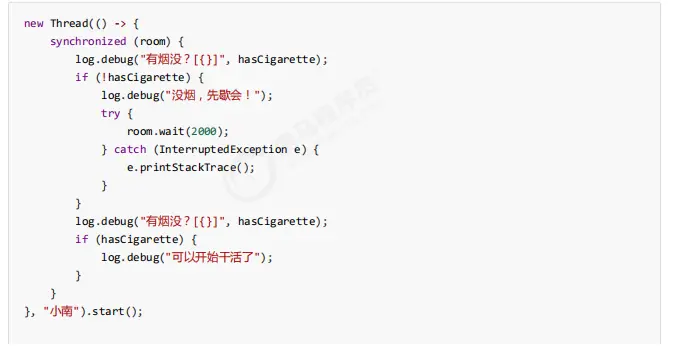 new Thread(() -> {
    synchronized (room) {
        log.debug("有烟没？[{}]", hasCigarette);
        if (!hasCigarette) {
            log.debug("没烟，先歇会！");
            try {
                room.wait(2000);
            } catch (InterruptedException e) {
                e.printStackTrace();
            }
        }
        log.debug("有烟没？[{}]", hasCigarette);
        if (hasCigarette) {
            log.debug("可以开始干活了");
        }
    }
}, "小南").start();